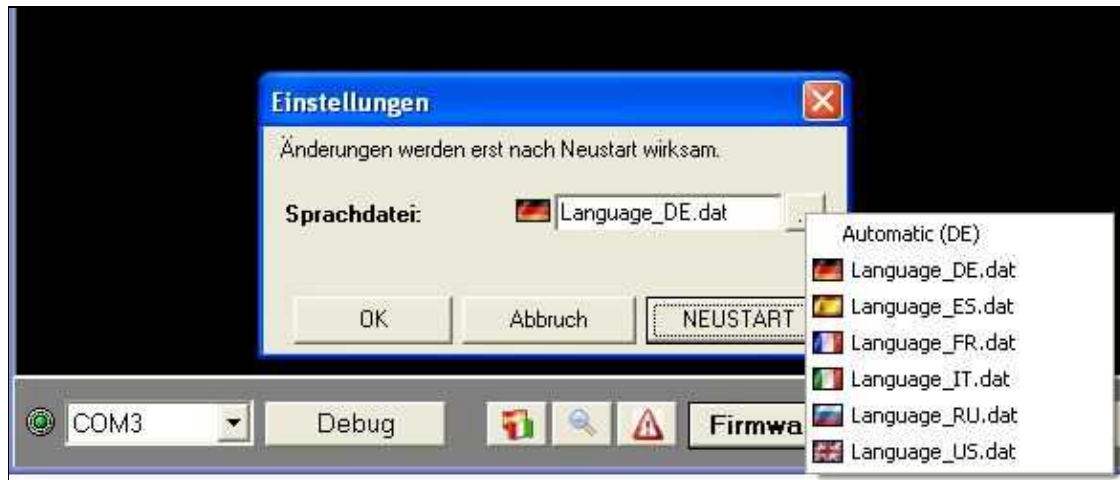 Einstellungen
Änderungen werden erst nach Neustart wirksam.
Sprachdatei: Language_DE.dat ...
Automatic (DE)
Language_DE.dat
Language_ES.dat
Language_FR.dat
Language_IT.dat
Language_RU.dat
Language_US.dat
OK Abbruch NEUSTART
COM3 Debug Firmwa